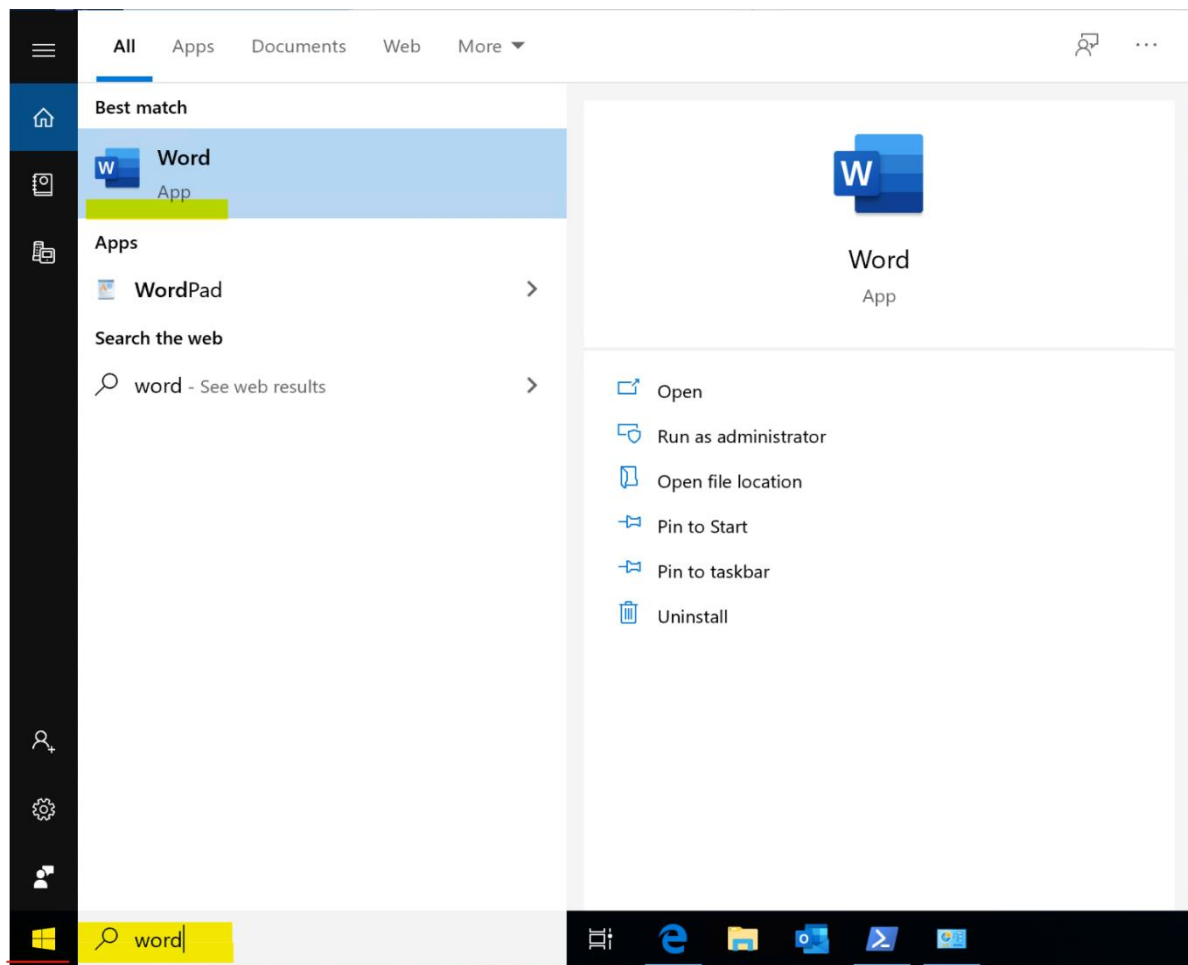 All Apps Documents Web More
Best match
Word
App
Apps
WordPad
Search the web
word - See web results
word
Word
App
Open
Run as administrator
Open file location
Pin to Start
Pin to taskbar
Uninstall